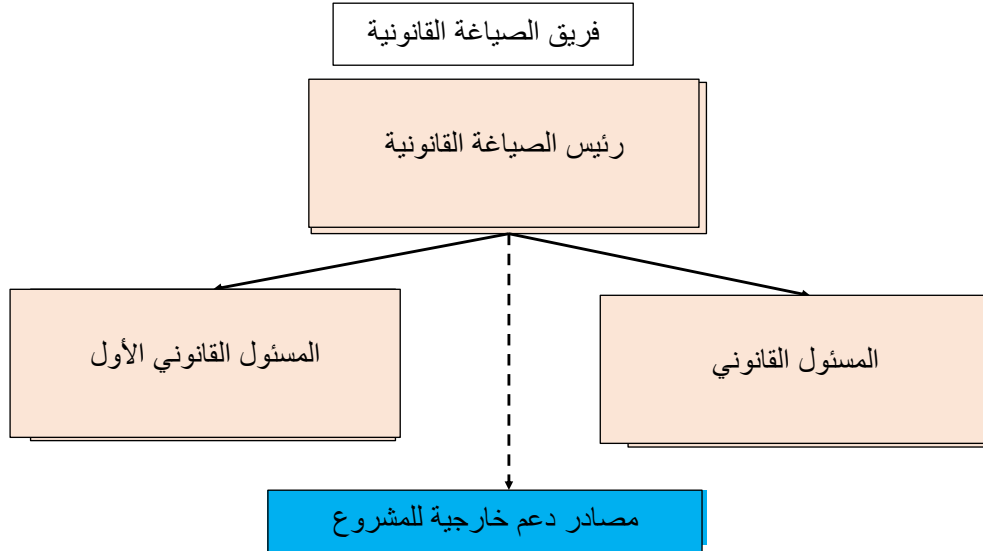 فريق الصياغة القانونية
رئيس الصياغة القانونية
المسئول القانوني
المسئول القانوني الأول
مصادر دعم خارجية للمشروع